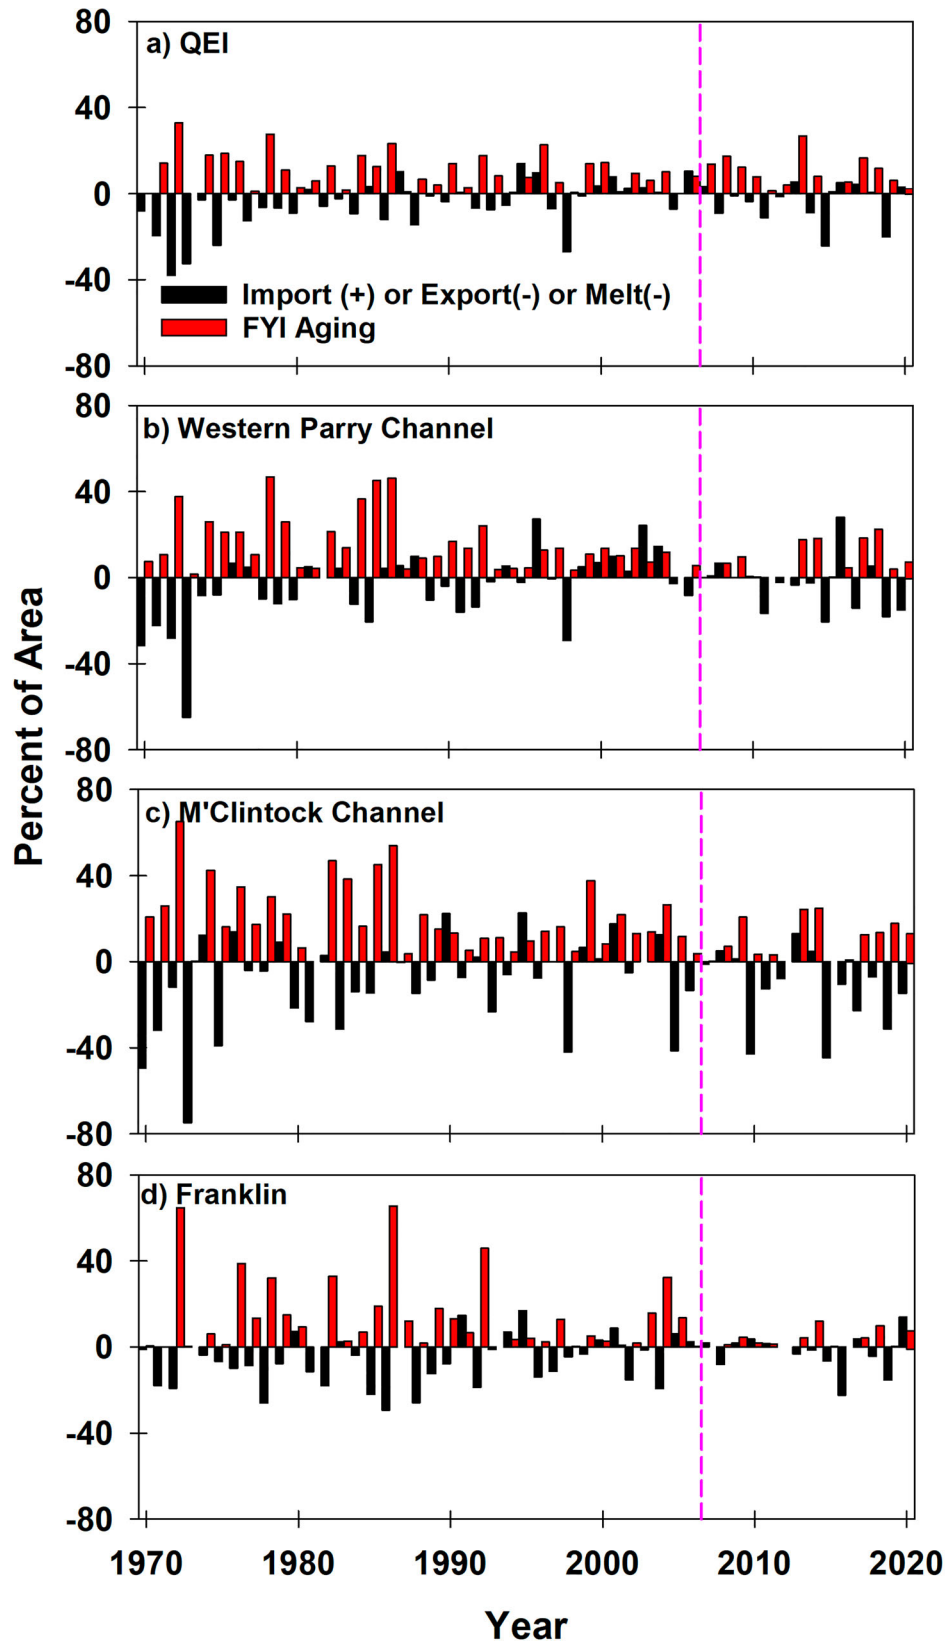 80
a) QEI
40
0
-40
Import (+) or Export(-) or Melt(-)
FYI Aging
-80
80
b) Western Parry Channel
40
0
-40
-80
Percent of Area
80
c) M'Clintock Channel
40
0
-40
-80
80
d) Franklin
40
0
-40
-80
1970 1980 1990 2000 2010 2020
Year